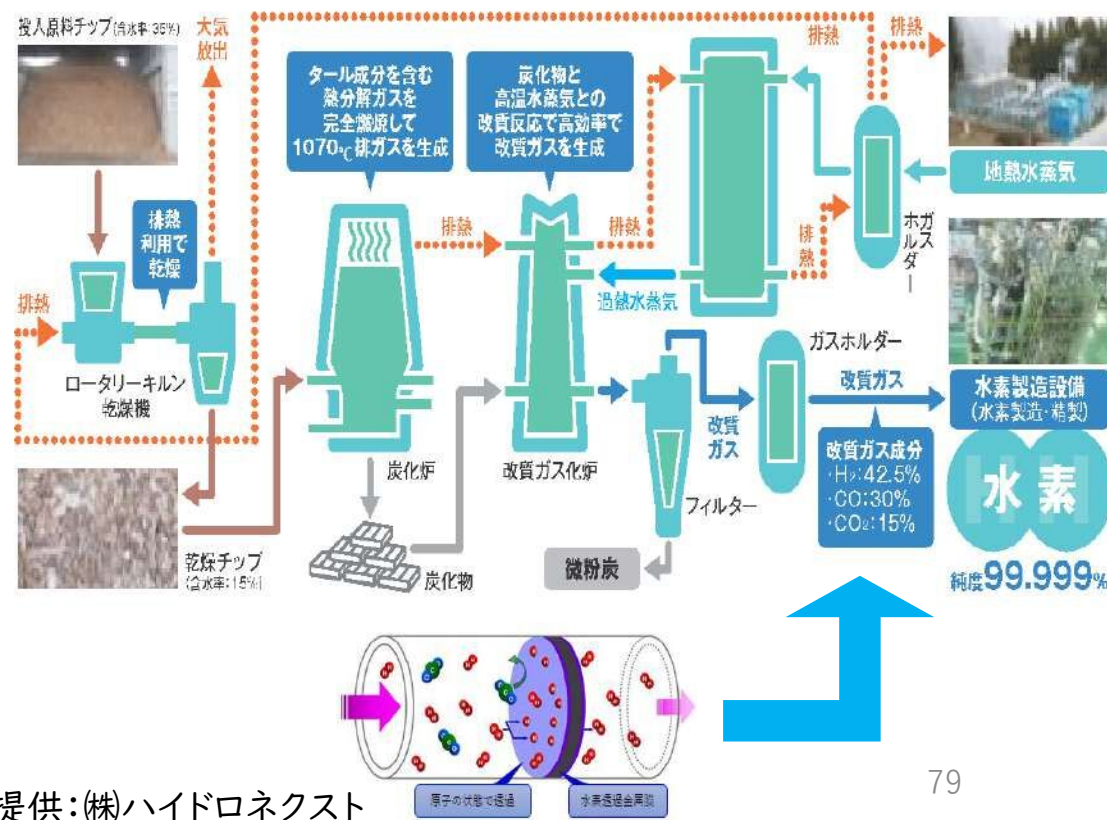 投入原料チップ(含水率:35%)
大気
放出
排熱
利用で
乾燥
排熱
ロータリーキルン
乾燥機
乾燥チップ
(含水率:15%)
タール成分を含む
熱分解ガスを
完全燃焼して
1070℃排ガスを生成
炭化物と
高温水蒸気との
改質反応で高効率で
改質ガスを生成
排熱
排熱
排熱
排熱
排熱
過熱水蒸気
炭化炉
改質ガス化炉
炭化物
フィルター
微粉炭
改質
ガス
ガスホルダー
ガス
ホルダー
地熱水蒸気
改質ガス
改質ガス成分
・H₂:42.5%
・CO:30%
・CO₂:15%
水素製造設備
(水素製造・精製)
水素
純度99.999%
原子の状態で透過
水素透過金属膜
提供:㈱ハイドロネクスト
79